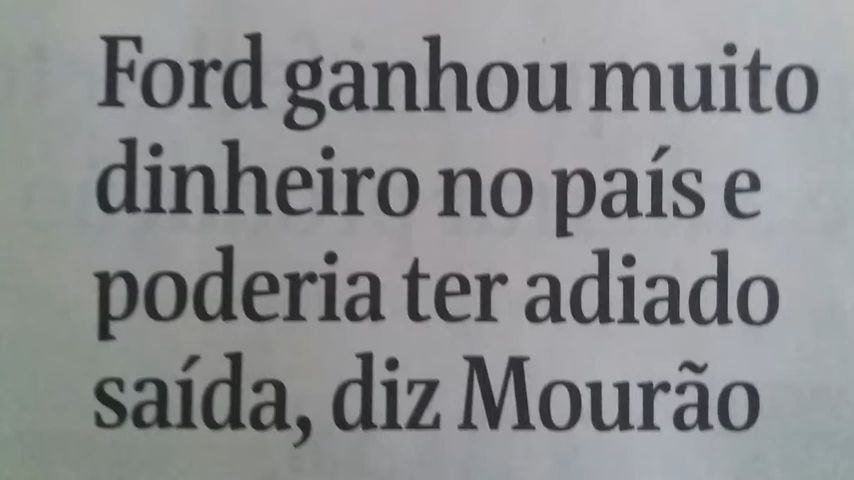 Ford ganhou muito
dinheiro no país e
poderia ter adiado
saída, diz Mourão